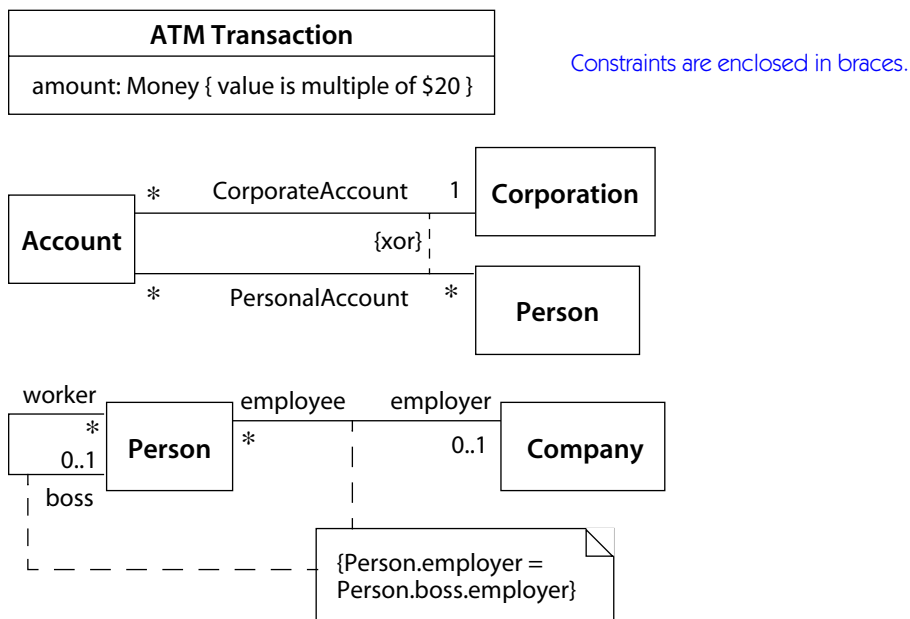 ATM Transaction
amount: Money { value is multiple of $20 }
Constraints are enclosed in braces.
* CorporateAccount 1
Corporation
Account
{xor}
* PersonalAccount *
Person
worker
employee employer
*
0..1
Person
*
0..1
Company
boss
{Person.employer =
Person.boss.employer}